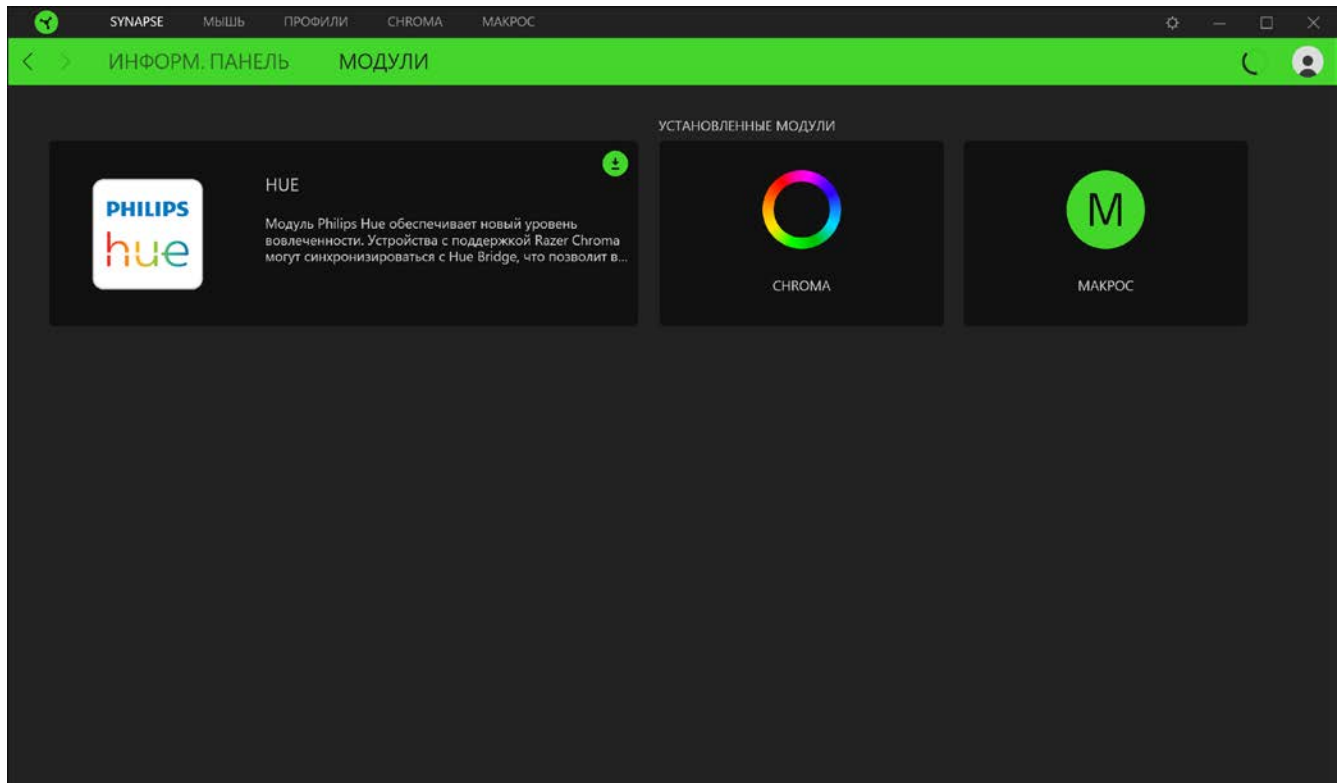 SYNAPSE МЫШЬ ПРОФИЛИ CHROMA МАКРОС
ИНФОРМ. ПАНЕЛЬ МОДУЛИ
УСТАНОВЛЕННЫЕ МОДУЛИ
PHILIPS
hue
HUE
Модуль Philips Hue обеспечивает новый уровень
вовлеченности. Устройства с поддержкой Razer Chroma
могут синхронизироваться с Hue Bridge, что позволит в...
CHROMA
M
МАКРОС